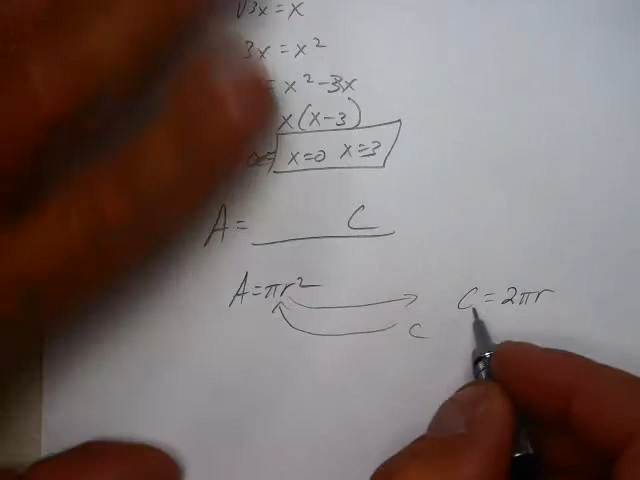 √3x = x
3x = x²
= x² - 3x
x(x-3)
x=0 x=3
A = C
A = πr² C = 2πr
C